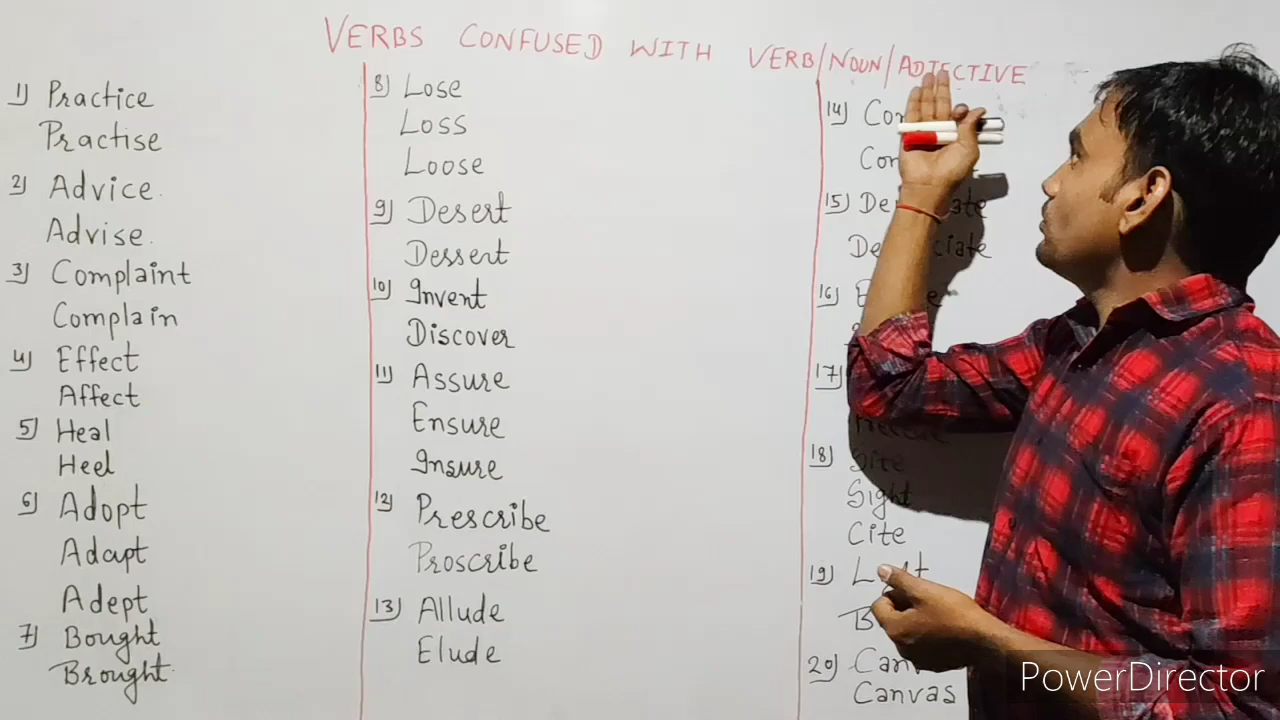 VERBS CONFUSED WITH VERB/NOUN/ADJECTIVE
1) Practice
Practise
2) Advice.
Advise.
3) Complaint
Complain
4) Effect
Affect
5) Heal
Heel
6) Adopt
Adapt
Adept
7) Bought
Brought
8) Lose
Loss
Loose
9) Desert
Dessert
10) Invent
Discover
11) Assure
Ensure
Insure
12) Prescribe
Proscribe
13) Allude
Elude
14)
15)
16)
17)
18) Site
Sight
Cite
19)
20)
Canvas
PowerDirector